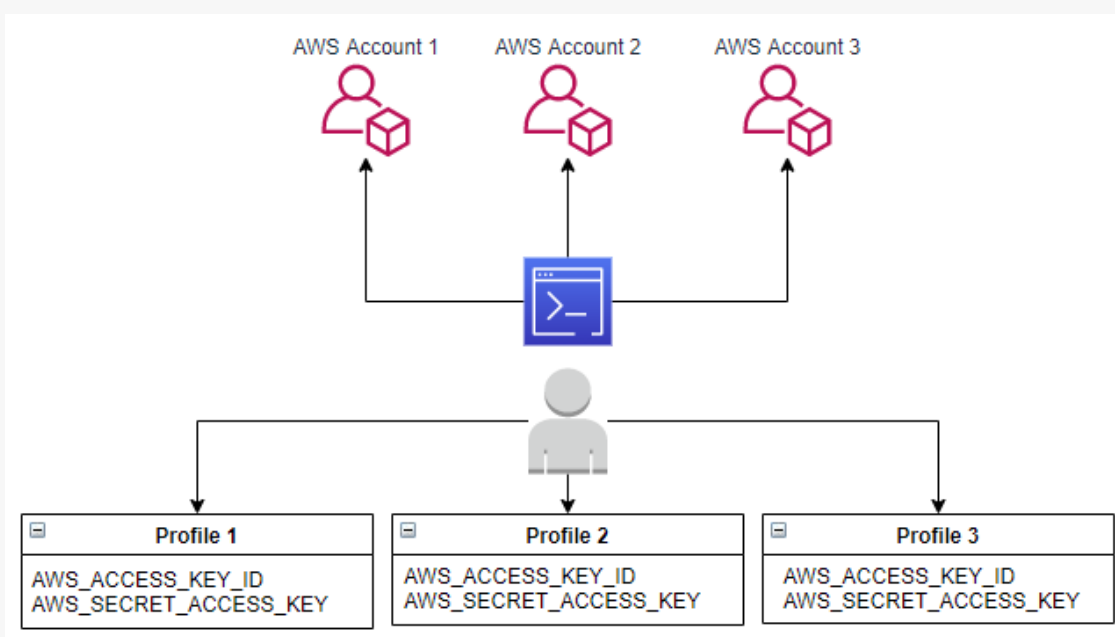 AWS Account 1
AWS Account 2
AWS Account 3
Profile 1
AWS_ACCESS_KEY_ID
AWS_SECRET_ACCESS_KEY
Profile 2
AWS_ACCESS_KEY_ID
AWS_SECRET_ACCESS_KEY
Profile 3
AWS_ACCESS_KEY_ID
AWS_SECRET_ACCESS_KEY